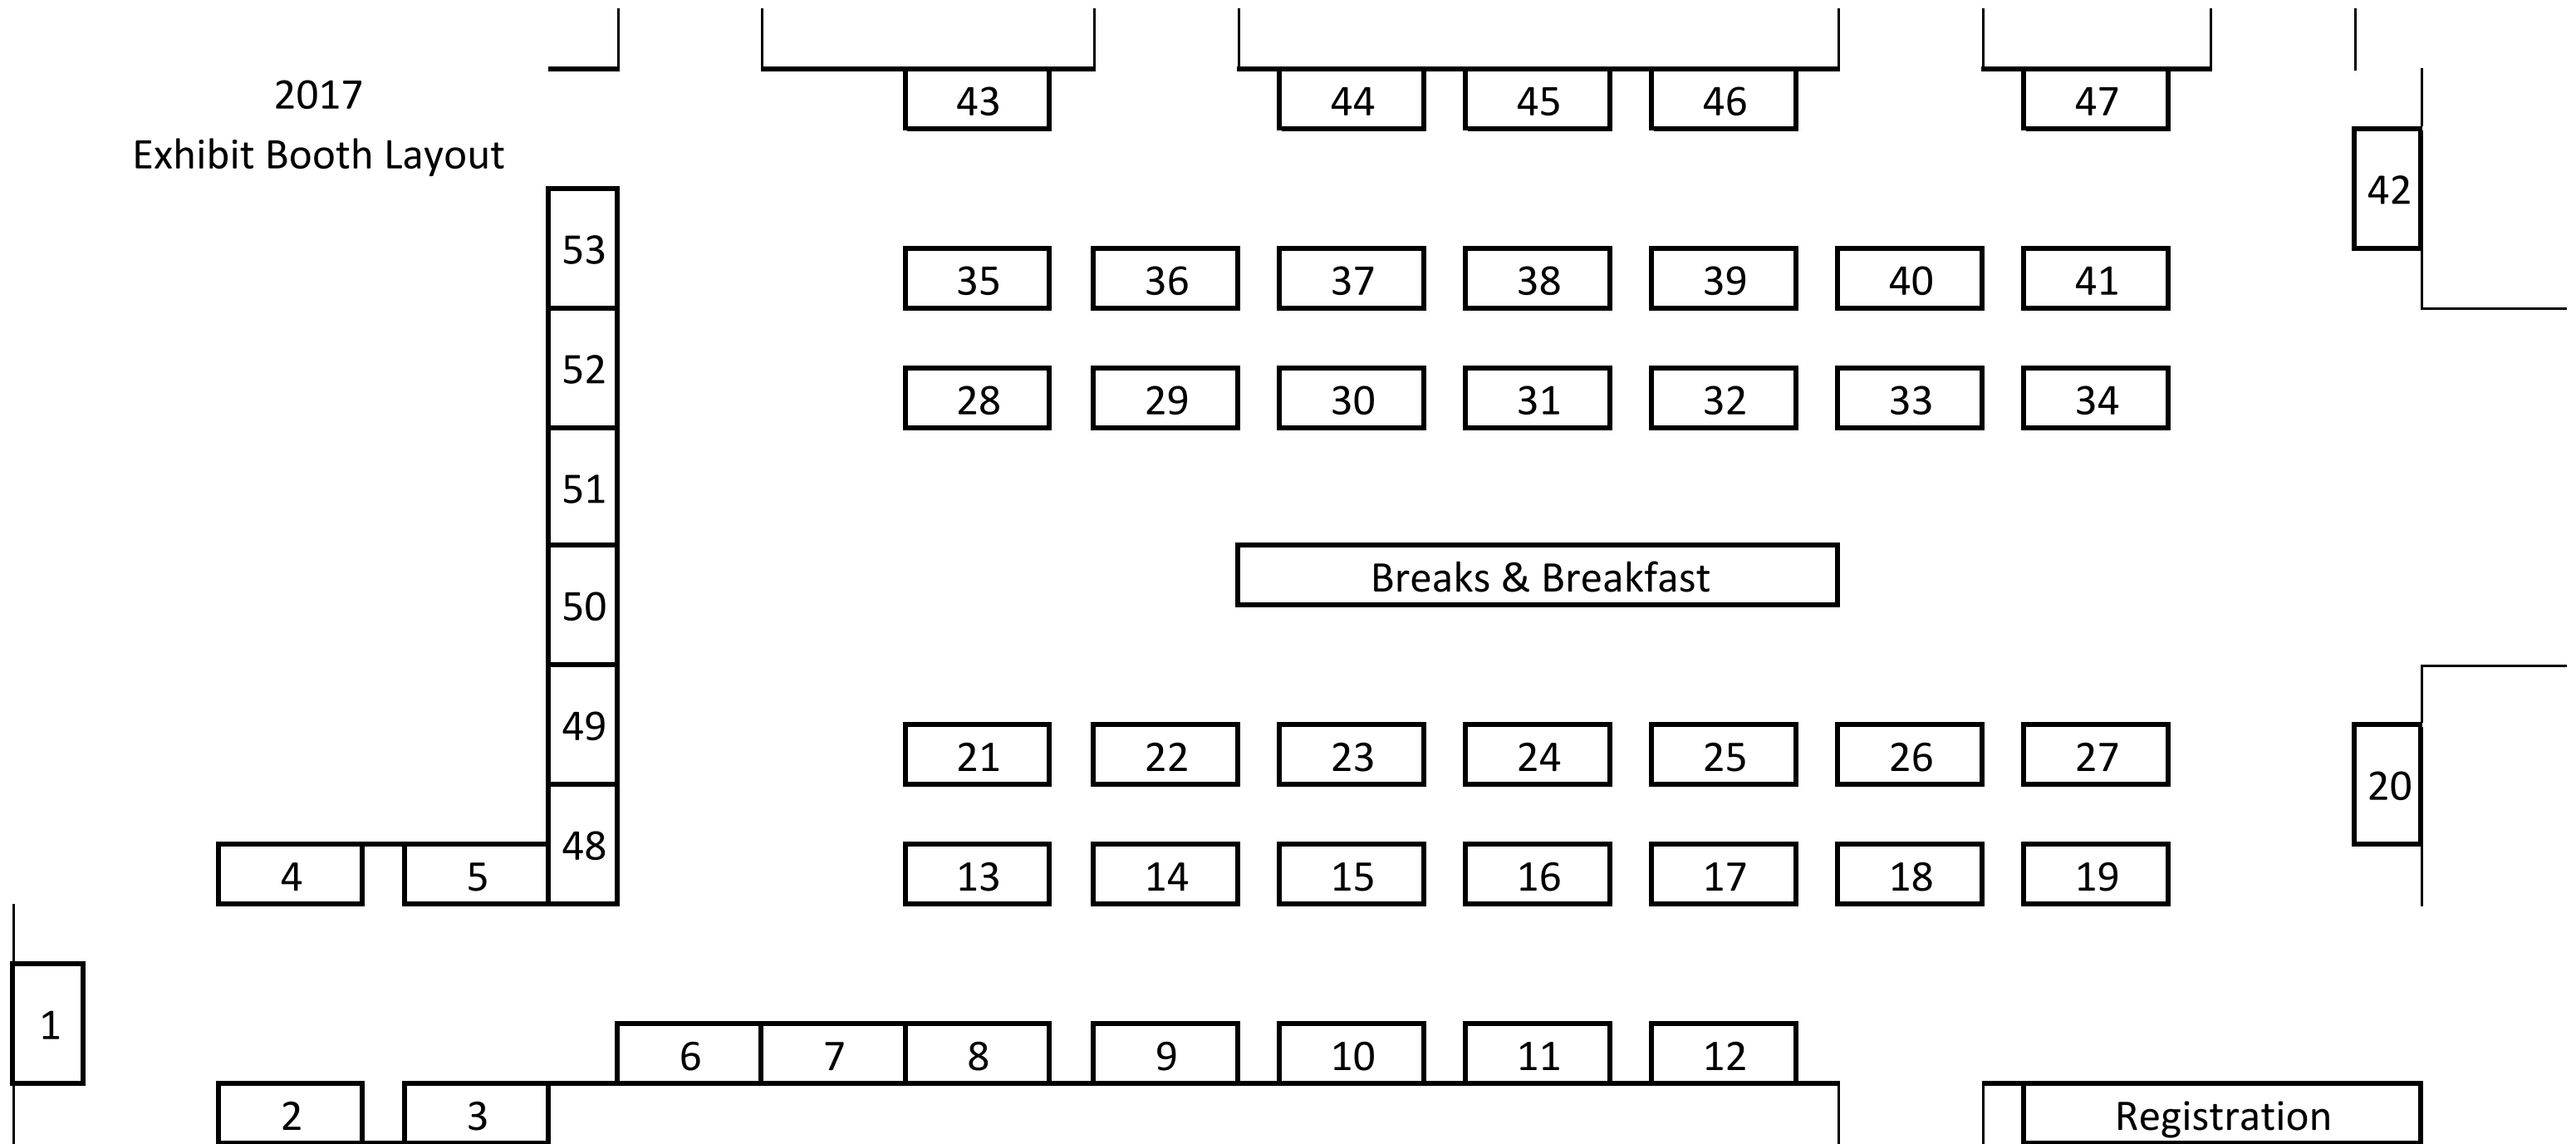 2017
Exhibit Booth Layout
43 44 45 46 47
42
53
35 36 37 38 39 40 41
52
28 29 30 31 32 33 34
51
Breaks & Breakfast
50
49
21 22 23 24 25 26 27
20
48
4 5 13 14 15 16 17 18 19
1
6 7 8 9 10 11 12
2 3 Registration